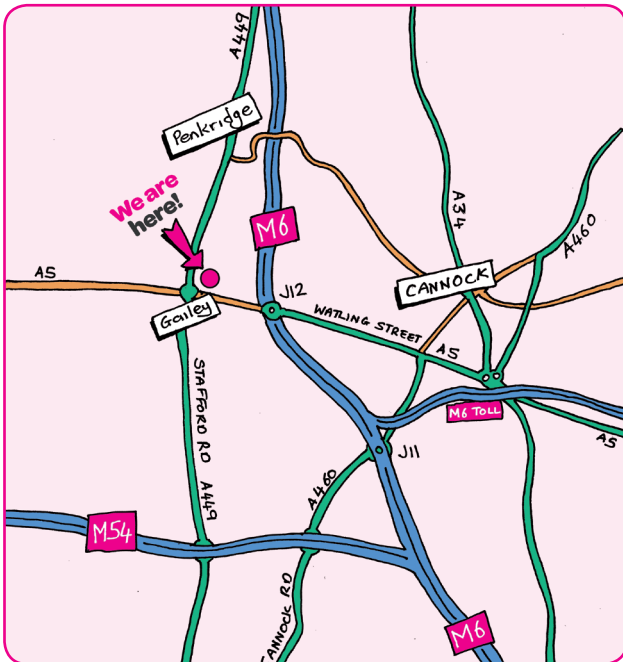 A449
Penkridge
We are
here!
M6
A34
A460
A5
CANNOCK
J12
WATLING STREET
A5
Gailey
M6 TOLL
A5
STAFFORD RD A449
J11
A460
M54
CANNOCK RD
M6